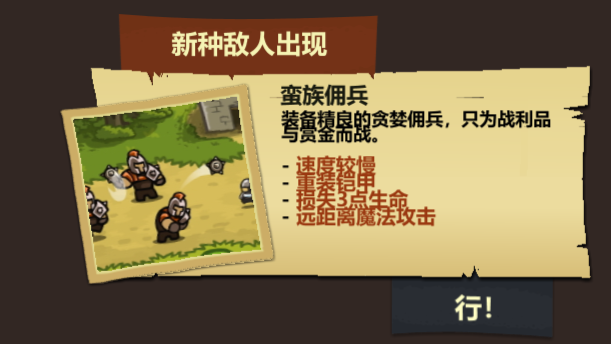 新种敌人出现
蛮族佣兵
装备精良的贪婪佣兵，只为战利品
与赏金而战。
- 速度较慢
- 重装铠甲
- 损失3点生命
- 远距离魔法攻击
行!